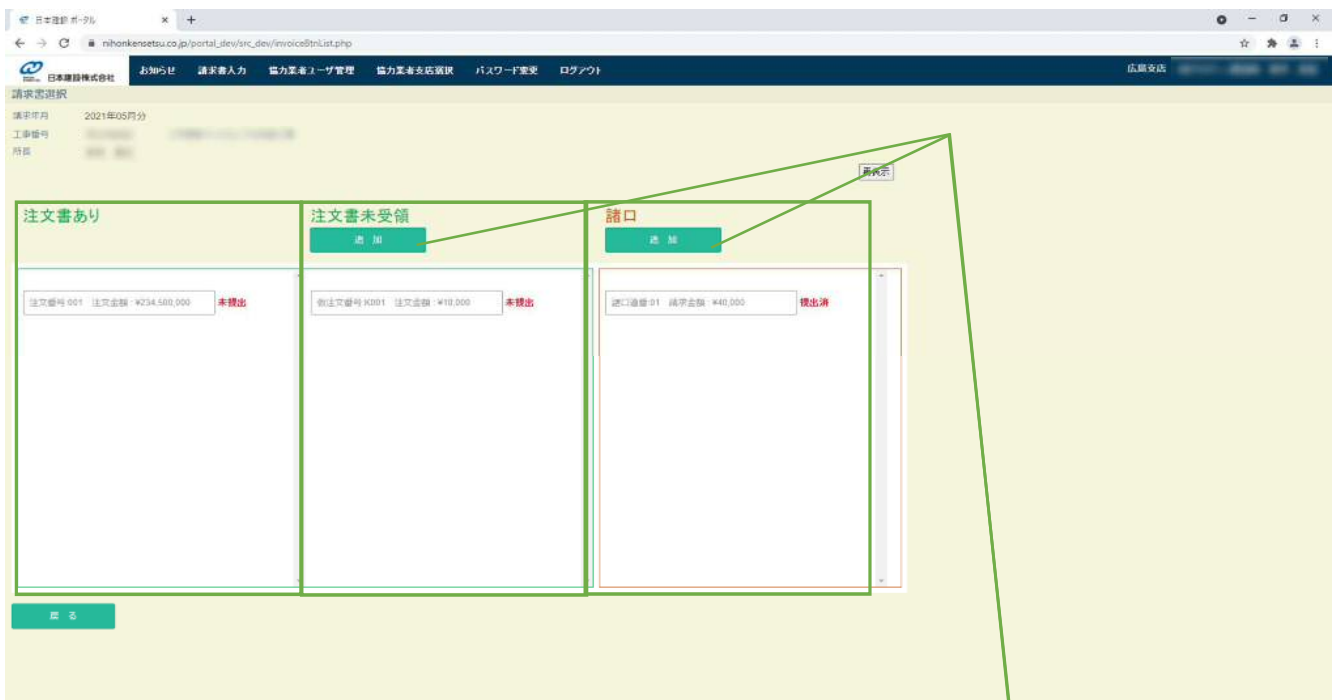 日本建設 ポータル
nihonkensetsu.co.jp/portal_dev/src_dev/invoiceBtnList.php
日本建設株式会社 お知らせ 請求書入力 協力業者ユーザ管理 協力業者支店選択 パスワード変更 ログアウト 広島支店
請求書選択
請求年月 2021年05月分
工事番号
所長
再表示
注文書あり 注文書未受領 諸口
追加 追加
注文番号:001 注文金額:¥234,500,000 未提出 仮注文番号:K001 注文金額:¥10,000 未提出 諸口連番:01 請求金額:¥40,000 提出済
戻る